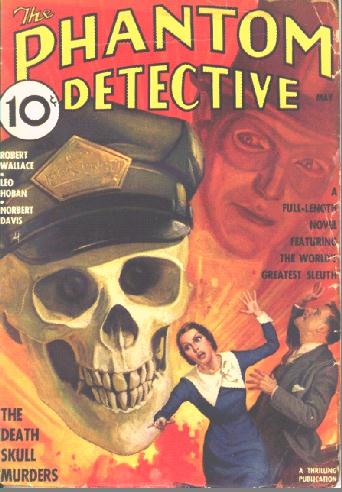 The
PHANTOM
DETECTIVE
MAY
10¢
ROBERT
WALLACE
•
LEO
HOBAN
•
NORBERT
DAVIS
A
FULL-LENGTH
NOVEL
FEATURING
THE WORLD'S
GREATEST SLEUTH
THE
DEATH
SKULL
MURDERS
A THRILLING
PUBLICATION